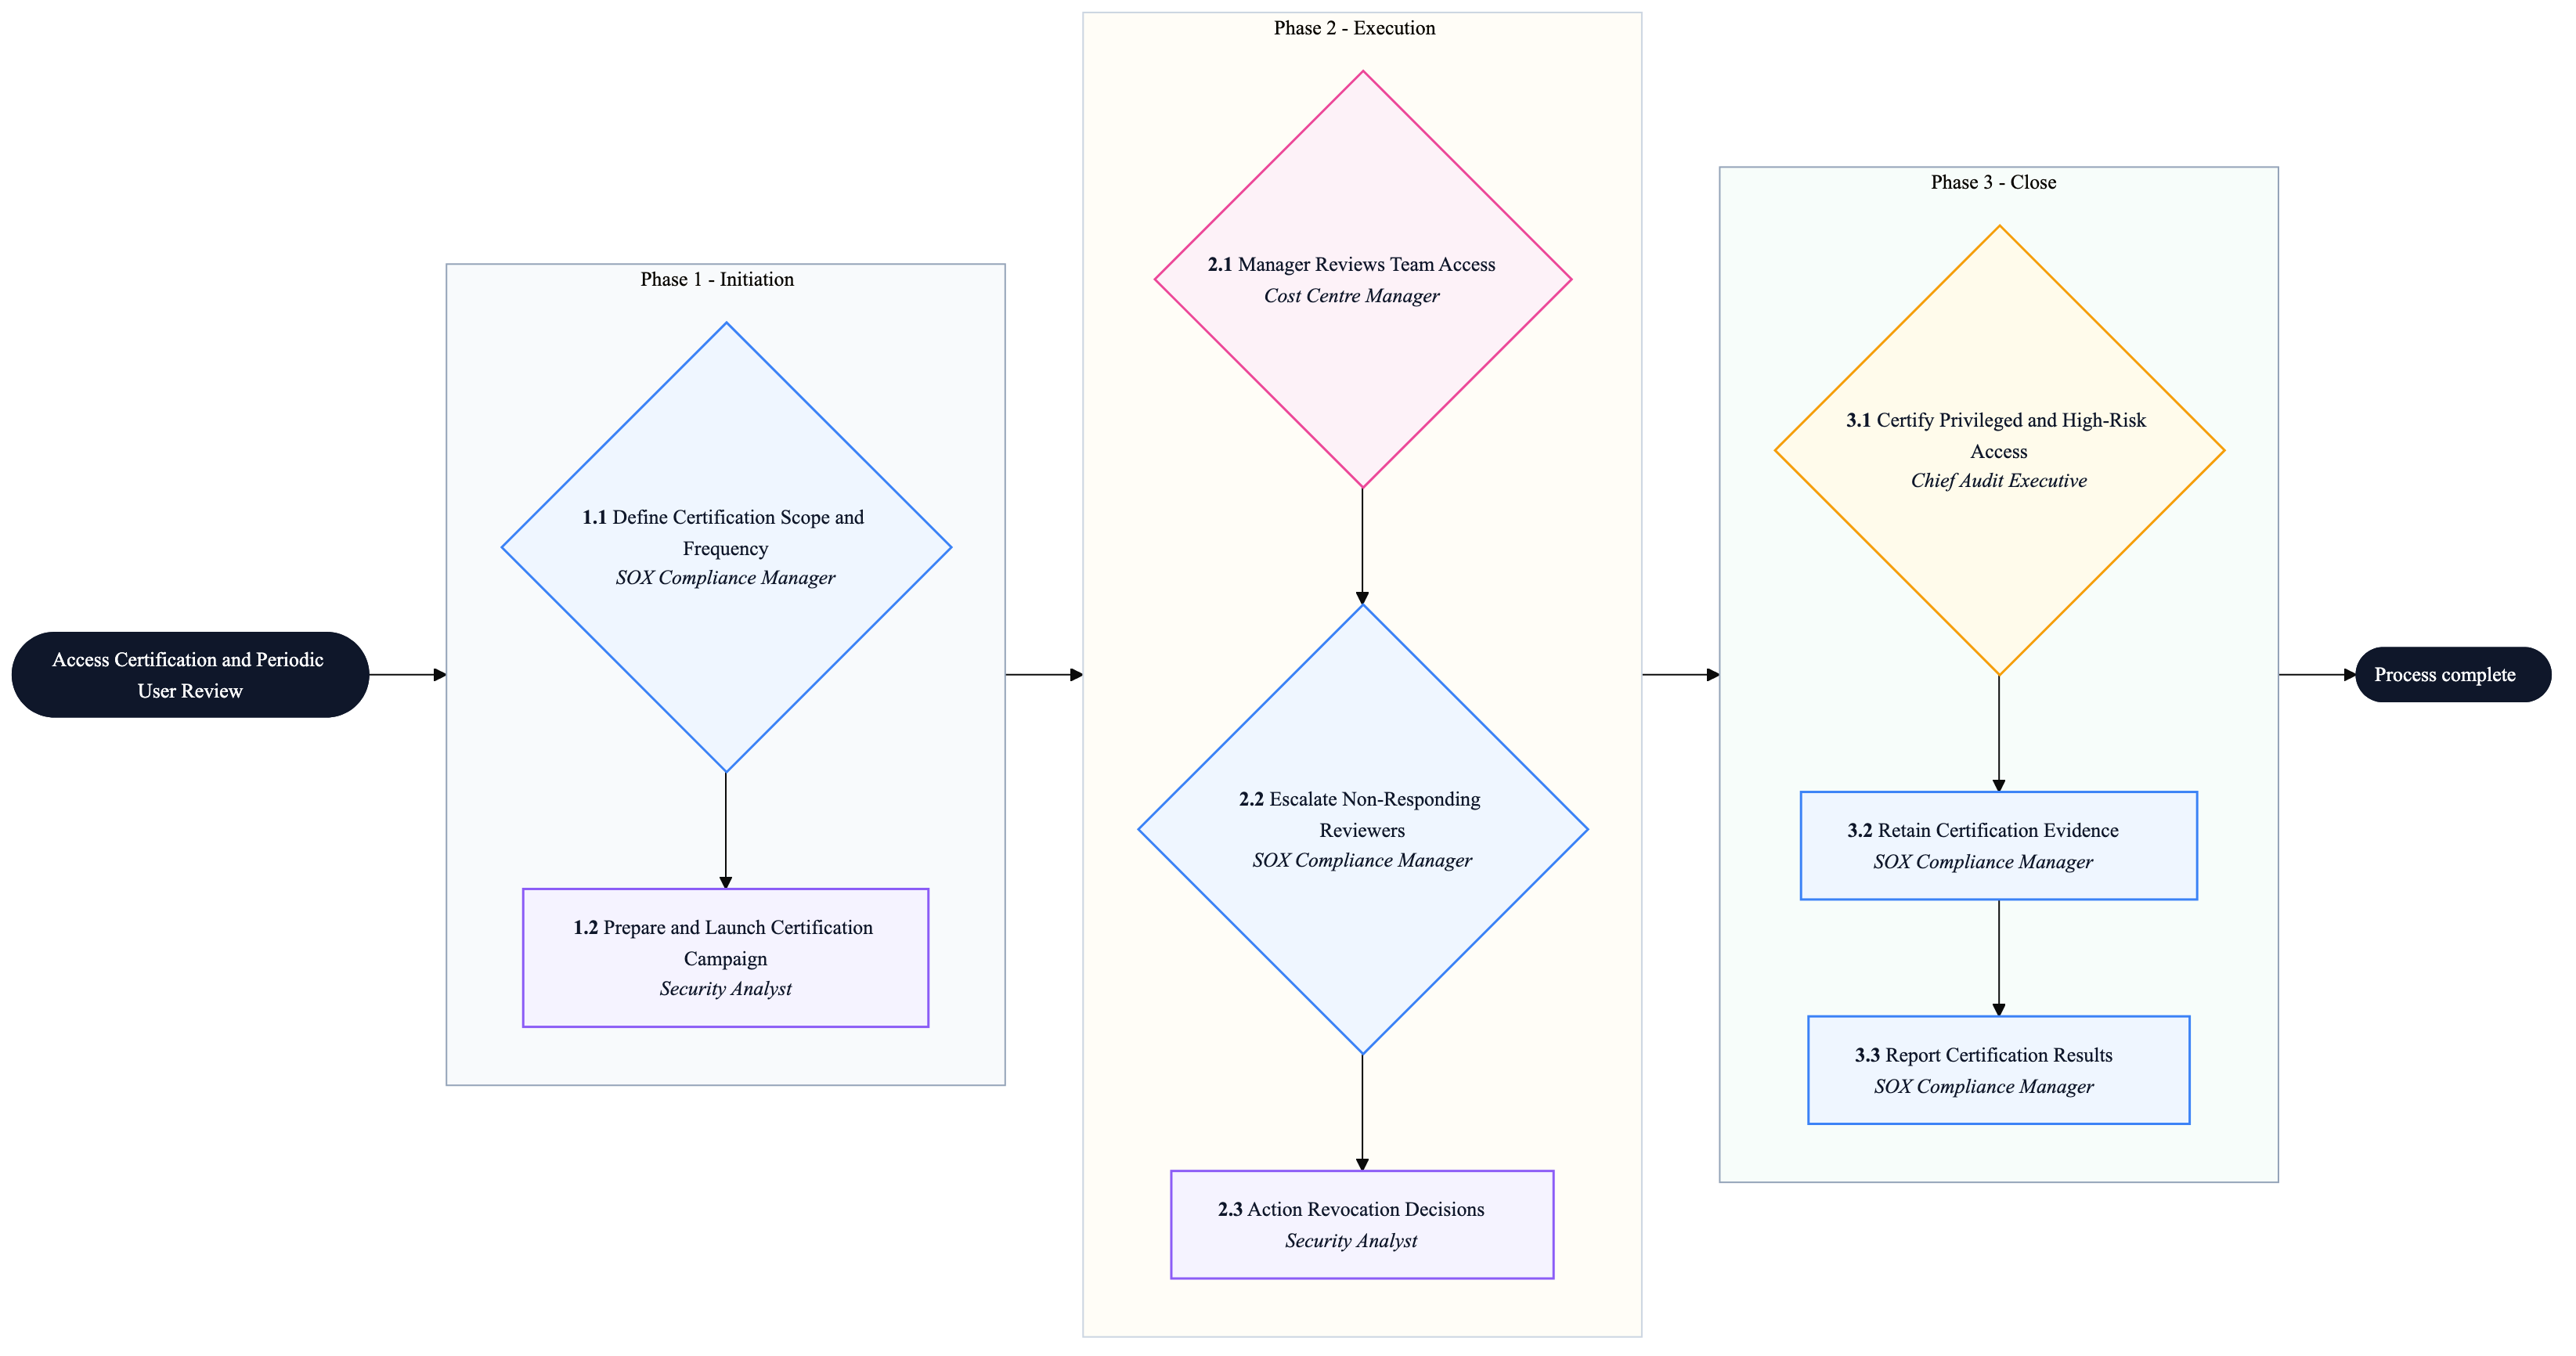 Access Certification and Periodic
User Review
Phase 1 - Initiation
1.1 Define Certification Scope and
Frequency
SOX Compliance Manager
1.2 Prepare and Launch Certification
Campaign
Security Analyst
Phase 2 - Execution
2.1 Manager Reviews Team Access
Cost Centre Manager
2.2 Escalate Non-Responding
Reviewers
SOX Compliance Manager
2.3 Action Revocation Decisions
Security Analyst
Phase 3 - Close
3.1 Certify Privileged and High-Risk
Access
Chief Audit Executive
3.2 Retain Certification Evidence
SOX Compliance Manager
3.3 Report Certification Results
SOX Compliance Manager
Process complete